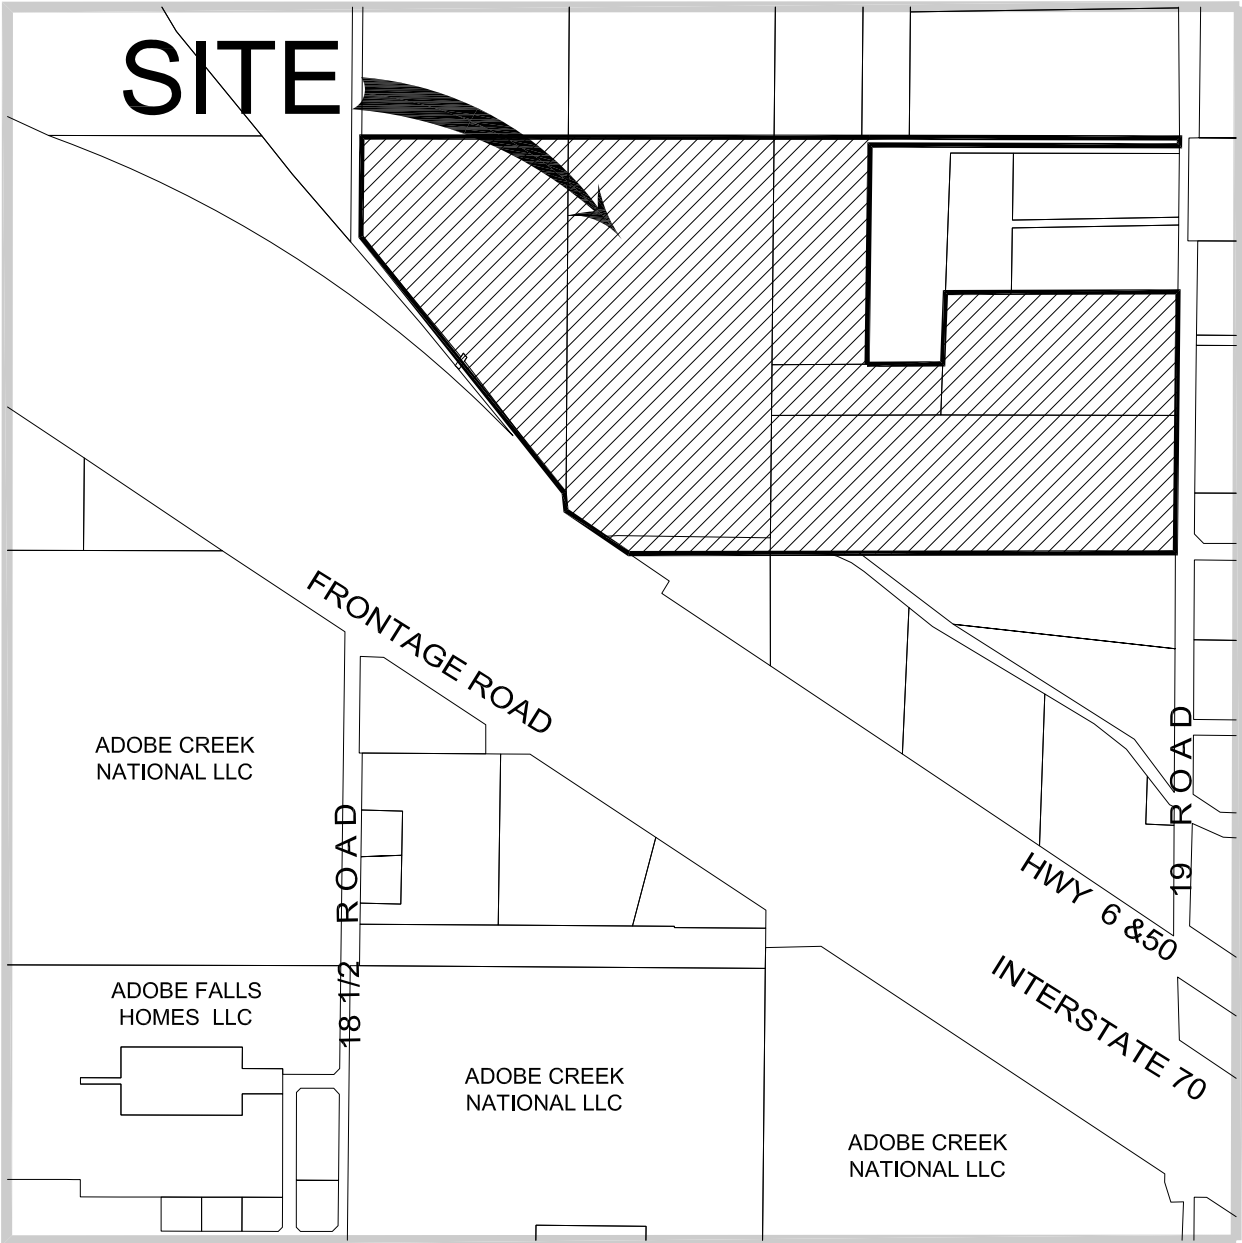 SITE
FRONTAGE ROAD
ADOBE CREEK
NATIONAL LLC
19 ROAD
18 1/2 ROAD
HWY 6 &50
INTERSTATE 70
ADOBE FALLS
HOMES LLC
ADOBE CREEK
NATIONAL LLC
ADOBE CREEK
NATIONAL LLC